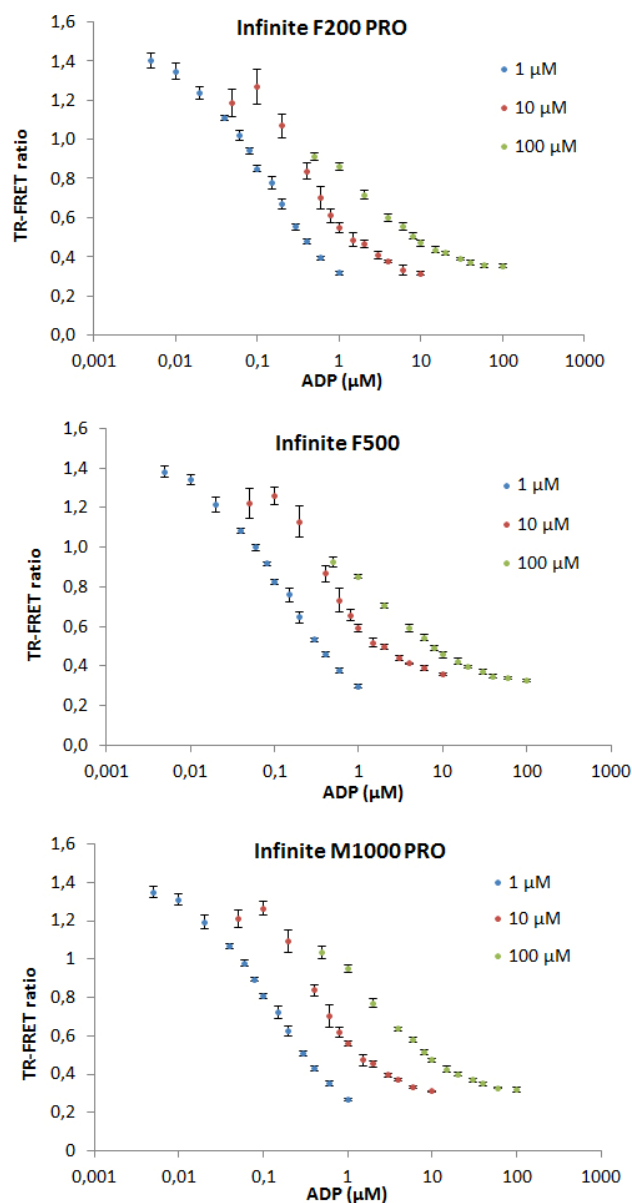 Infinite F200 PRO
1,6
1,4
1,2
1,0
0,8
0,6
0,4
0,2
0,0
TR-FRET ratio
1 µM
10 µM
100 µM
0,001 0,01 0,1 1 10 100 1000
ADP (µM)
Infinite F500
1,6
1,4
1,2
1,0
0,8
0,6
0,4
0,2
0,0
TR-FRET ratio
1 µM
10 µM
100 µM
0,001 0,01 0,1 1 10 100 1000
ADP (µM)
Infinite M1000 PRO
1,6
1,4
1,2
1
0,8
0,6
0,4
0,2
0
TR-FRET ratio
1 µM
10 µM
100 µM
0,001 0,01 0,1 1 10 100 1000
ADP (µM)